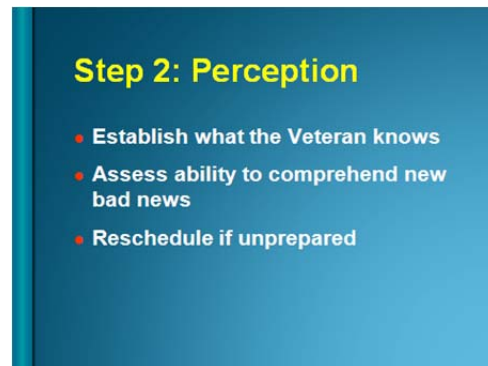 Step 2: Perception
• Establish what the Veteran knows
• Assess ability to comprehend new
bad news
• Reschedule if unprepared